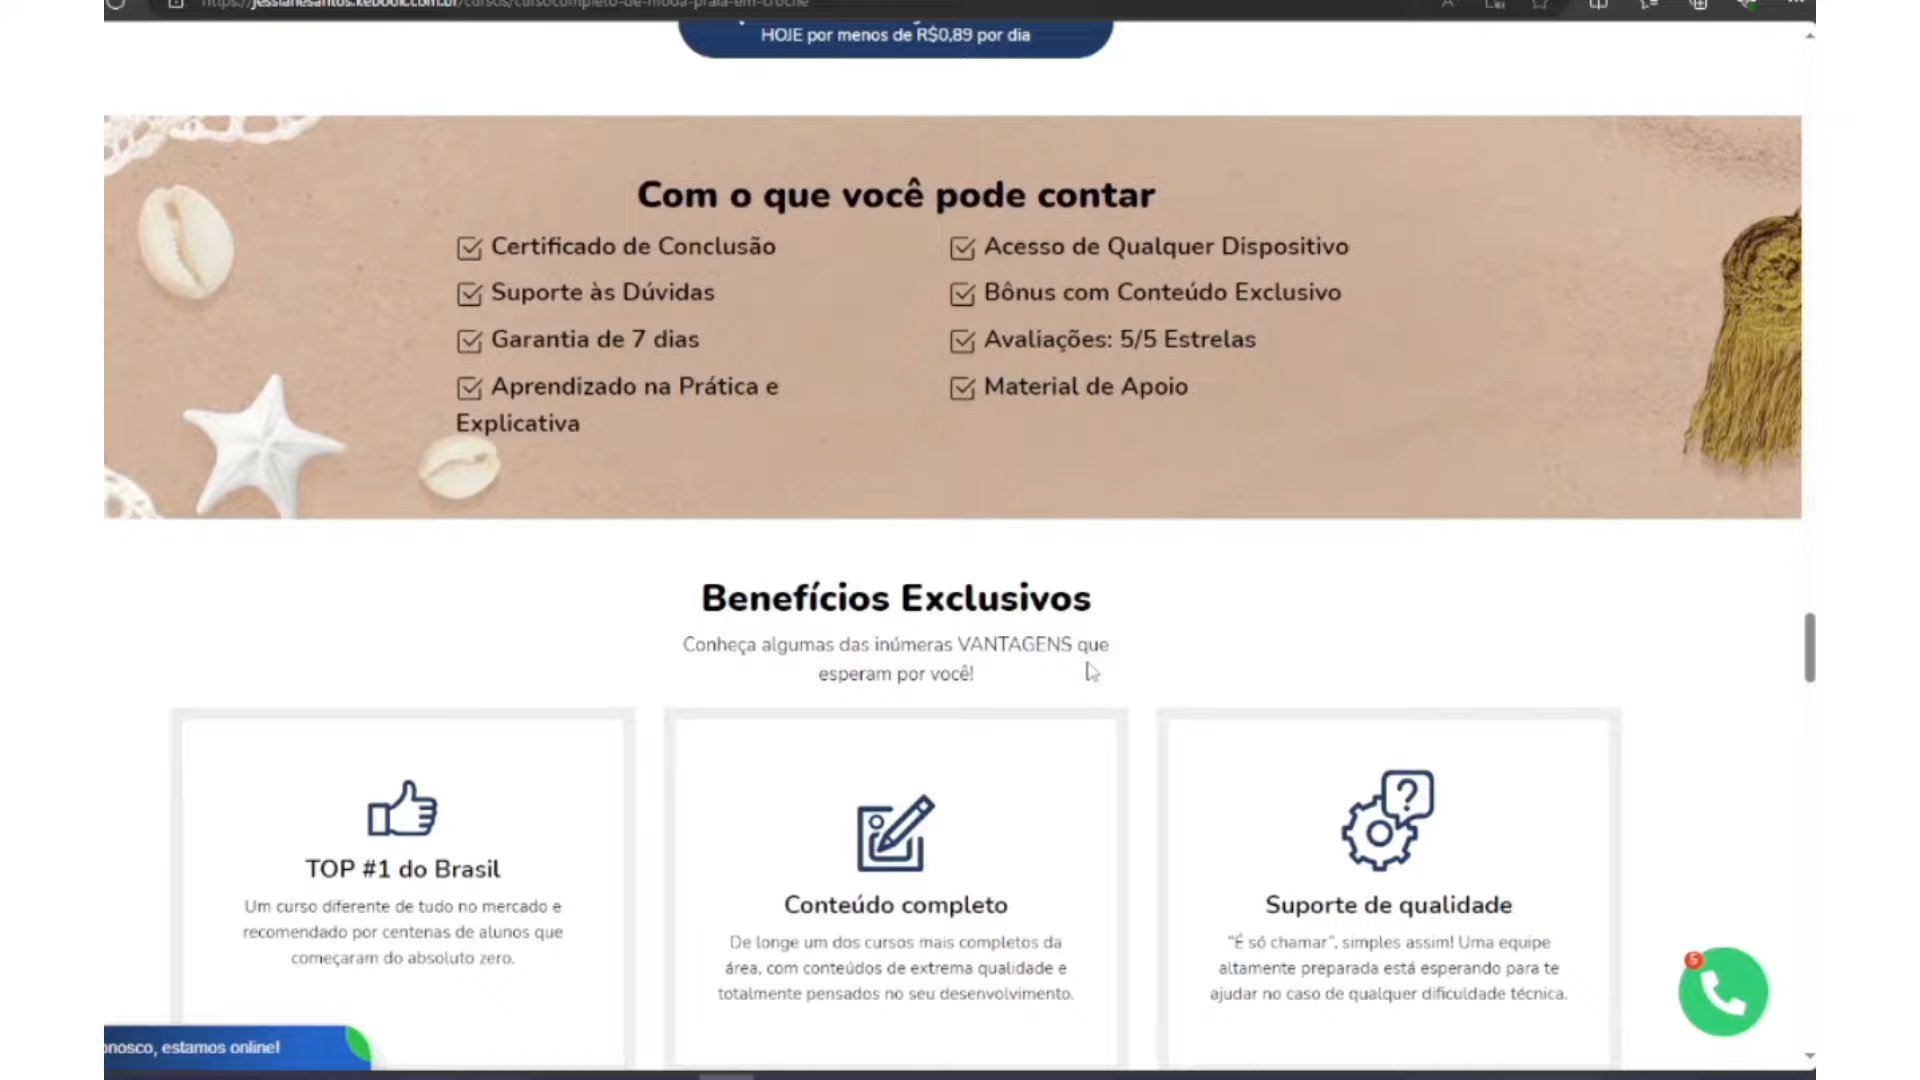 HOJE por menos de R$0,89 por dia
Com o que você pode contar
Certificado de Conclusão
Suporte às Dúvidas
Garantia de 7 dias
Aprendizado na Prática e
Explicativa
Acesso de Qualquer Dispositivo
Bônus com Conteúdo Exclusivo
Avaliações: 5/5 Estrelas
Material de Apoio
Benefícios Exclusivos
Conheça algumas das inúmeras VANTAGENS que
esperam por você!
TOP #1 do Brasil
Um curso diferente de tudo no mercado e
recomendado por centenas de alunos que
começaram do absoluto zero.
Conteúdo completo
De longe um dos cursos mais completos da
área, com conteúdos de extrema qualidade e
totalmente pensados no seu desenvolvimento.
Suporte de qualidade
"É só chamar", simples assim! Uma equipe
altamente preparada está esperando para te
ajudar no caso de qualquer dificuldade técnica.
5
onosco, estamos online!